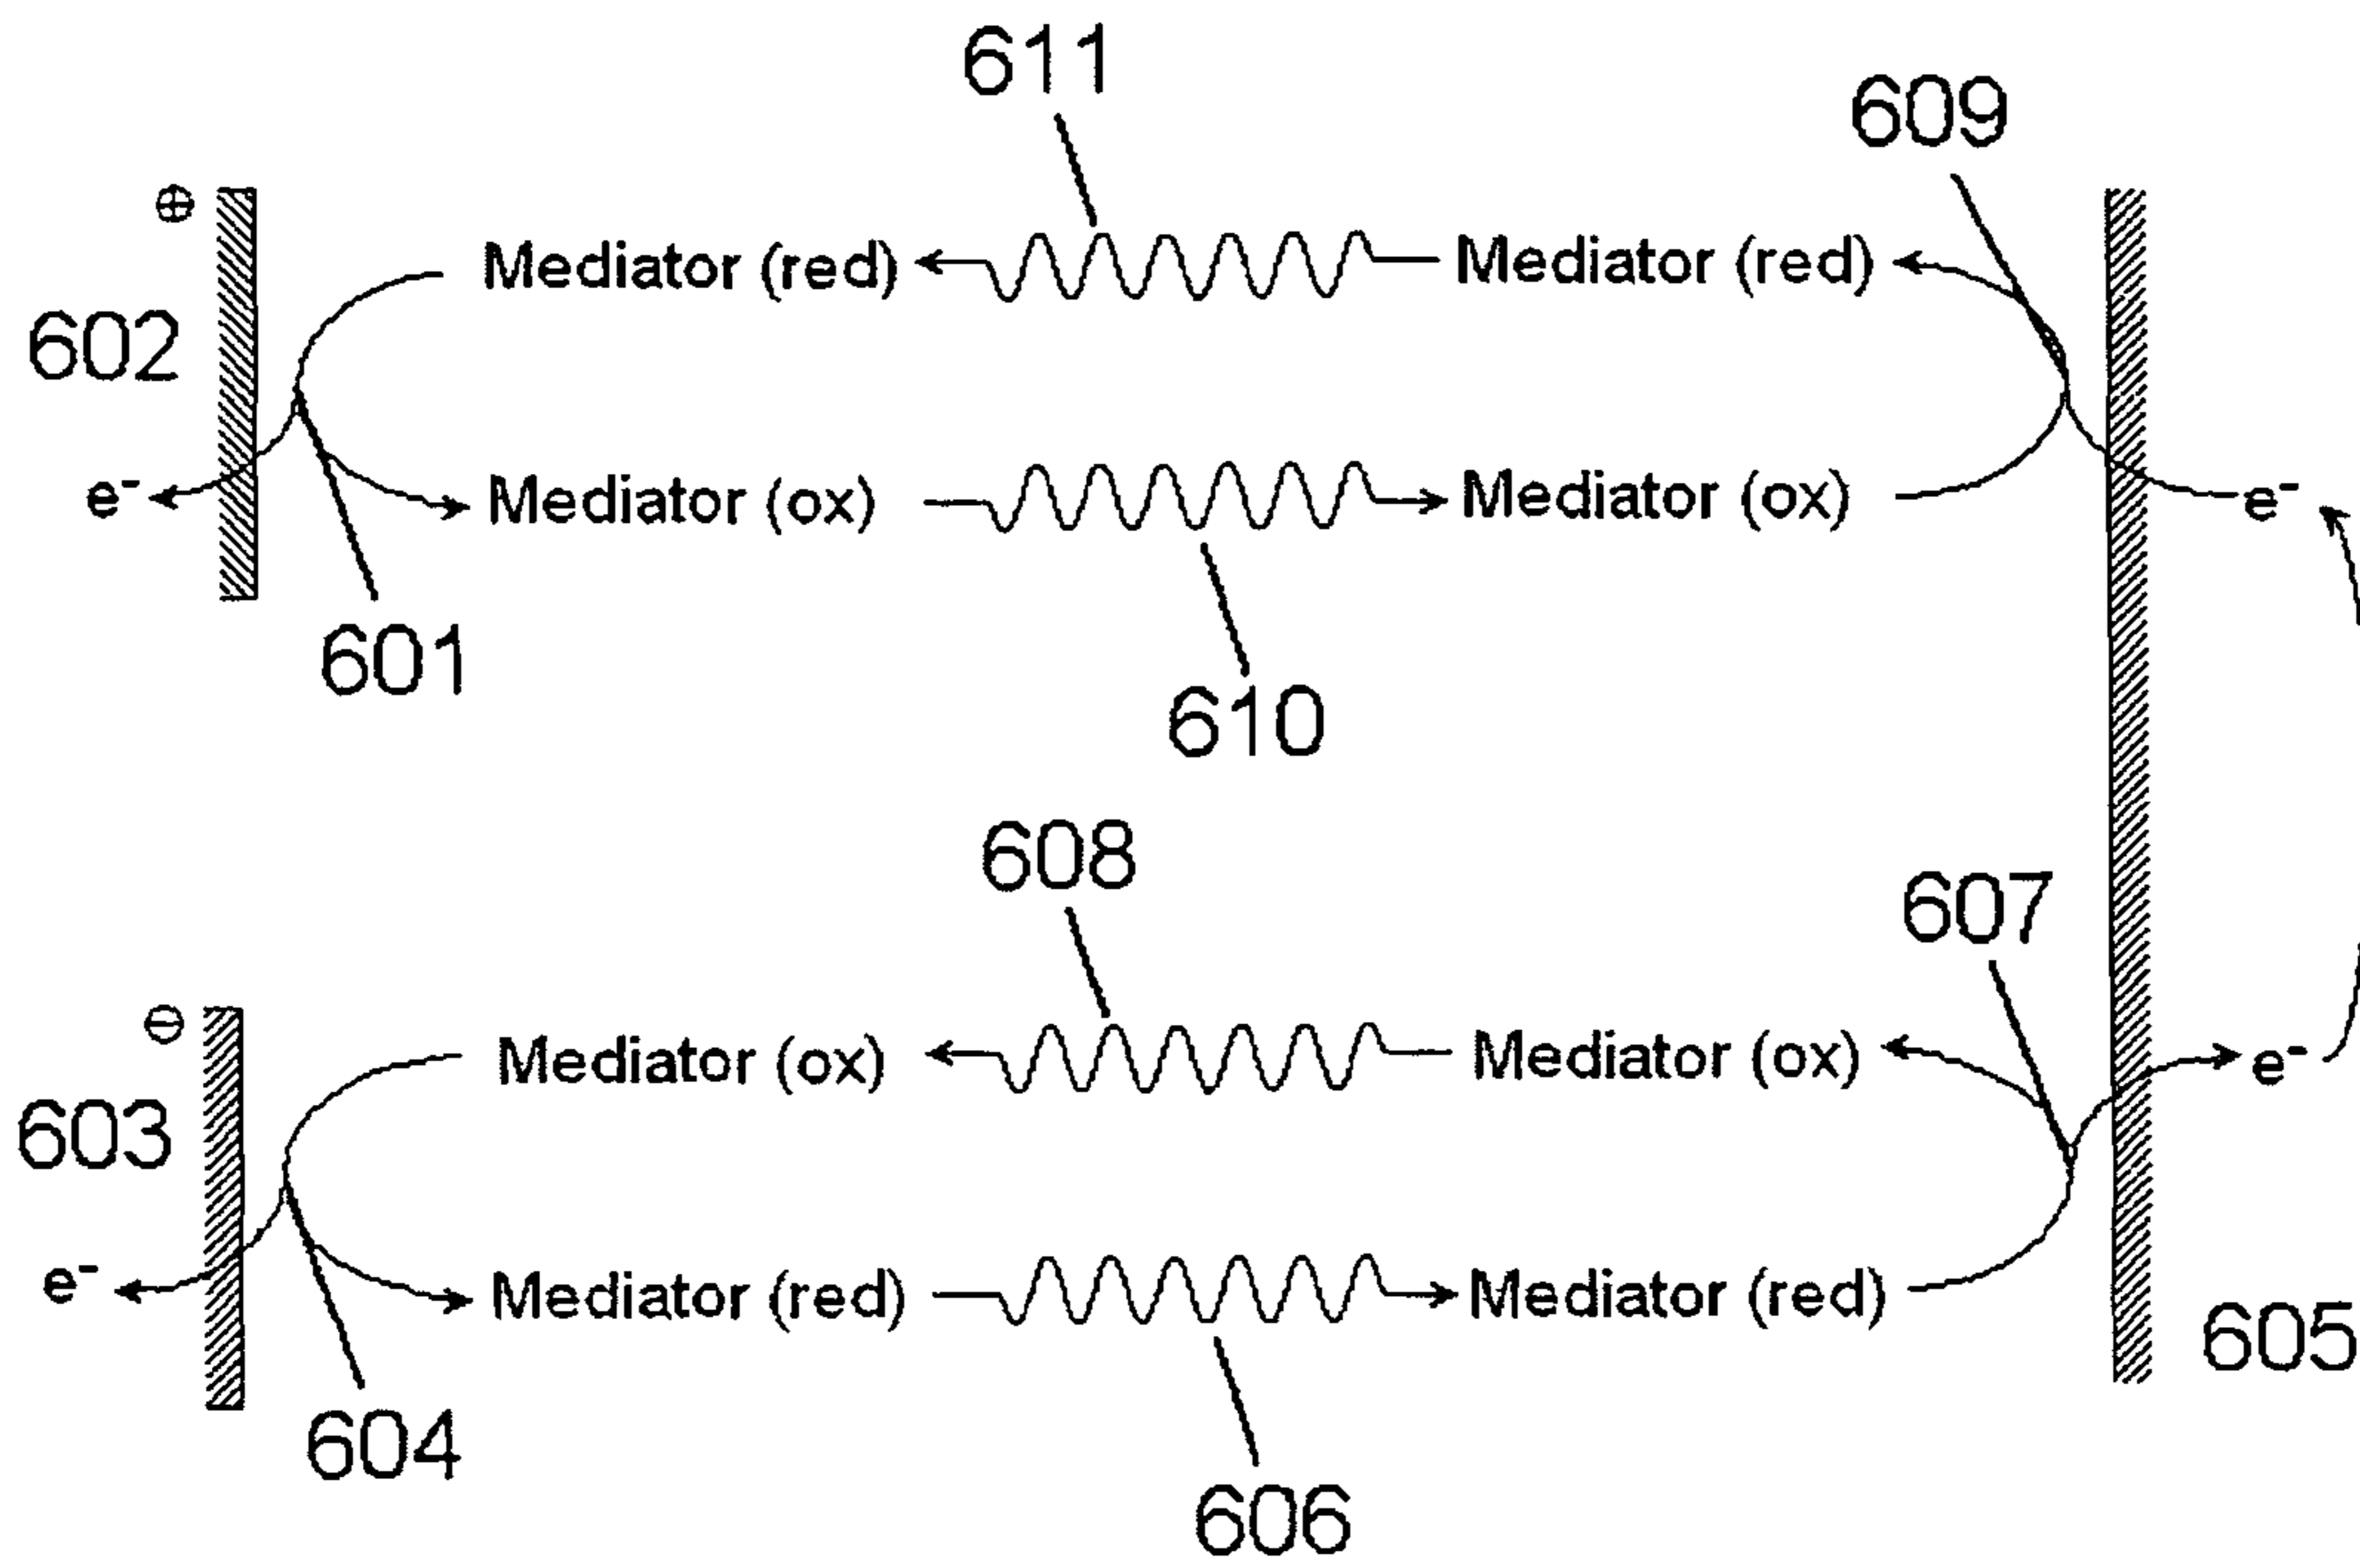 611
609
⊕
Mediator (red)
Mediator (red)
602
e-
Mediator (ox)
Mediator (ox)
e-
601
610
608
607
⊖
Mediator (ox)
Mediator (ox)
e-
603
e-
Mediator (red)
Mediator (red)
605
604
606